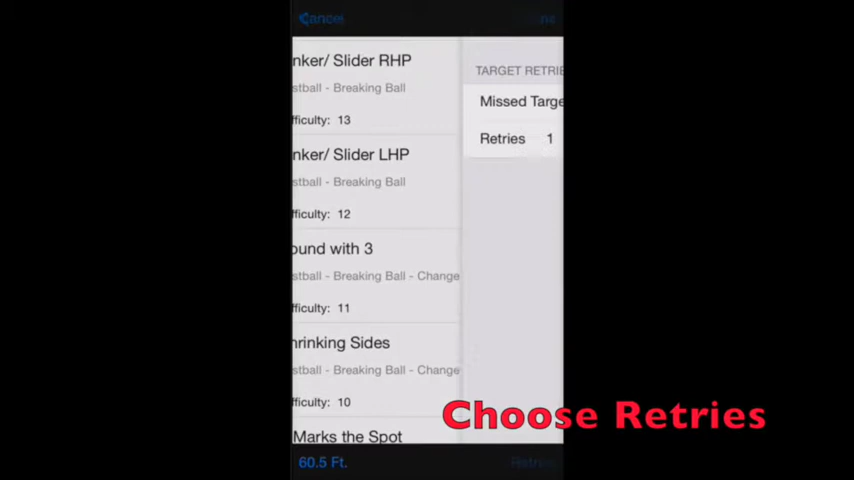 Cancel
nker/ Slider RHP
stball - Breaking Ball
fficulty: 13
nker/ Slider LHP
stball - Breaking Ball
fficulty: 12
ound with 3
stball - Breaking Ball - Change
fficulty: 11
hrinking Sides
stball - Breaking Ball - Change
fficulty: 10
Marks the Spot
TARGET RETRIE
Missed Targe
Retries 1
Choose Retries
60.5 Ft.
Retries